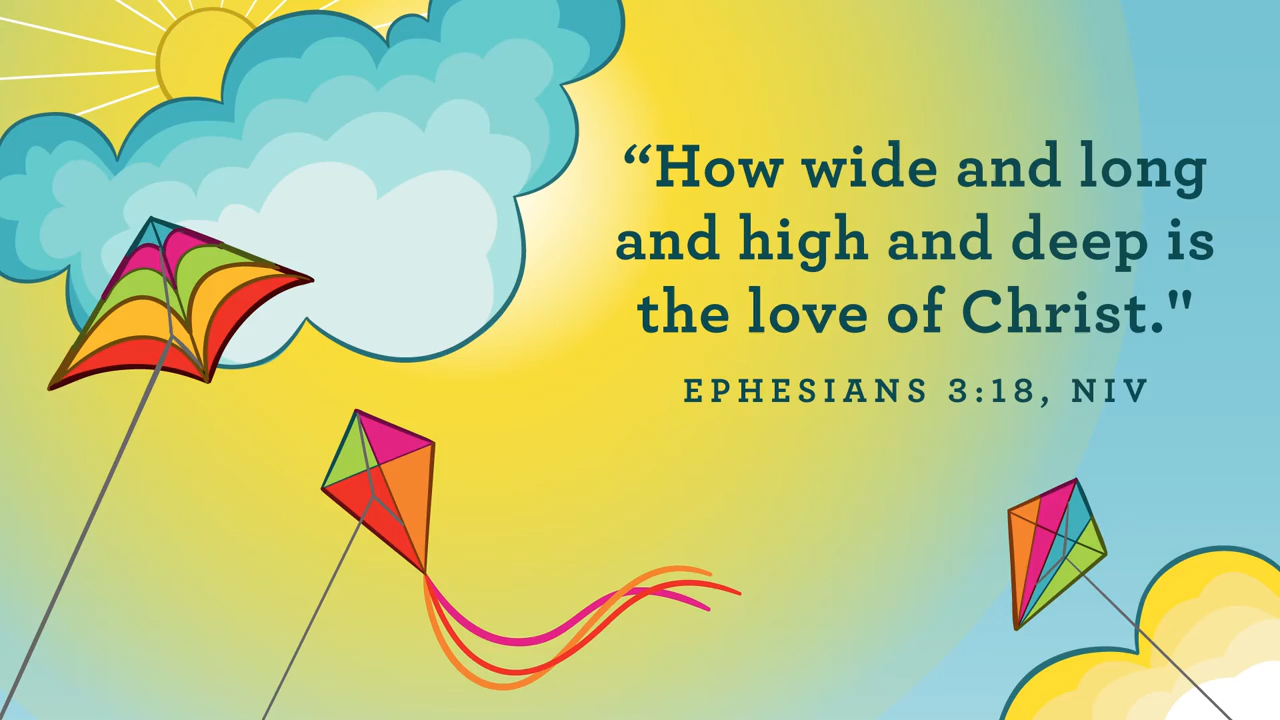 “How wide and long
and high and deep is
the love of Christ."
EPHESIANS 3:18, NIV